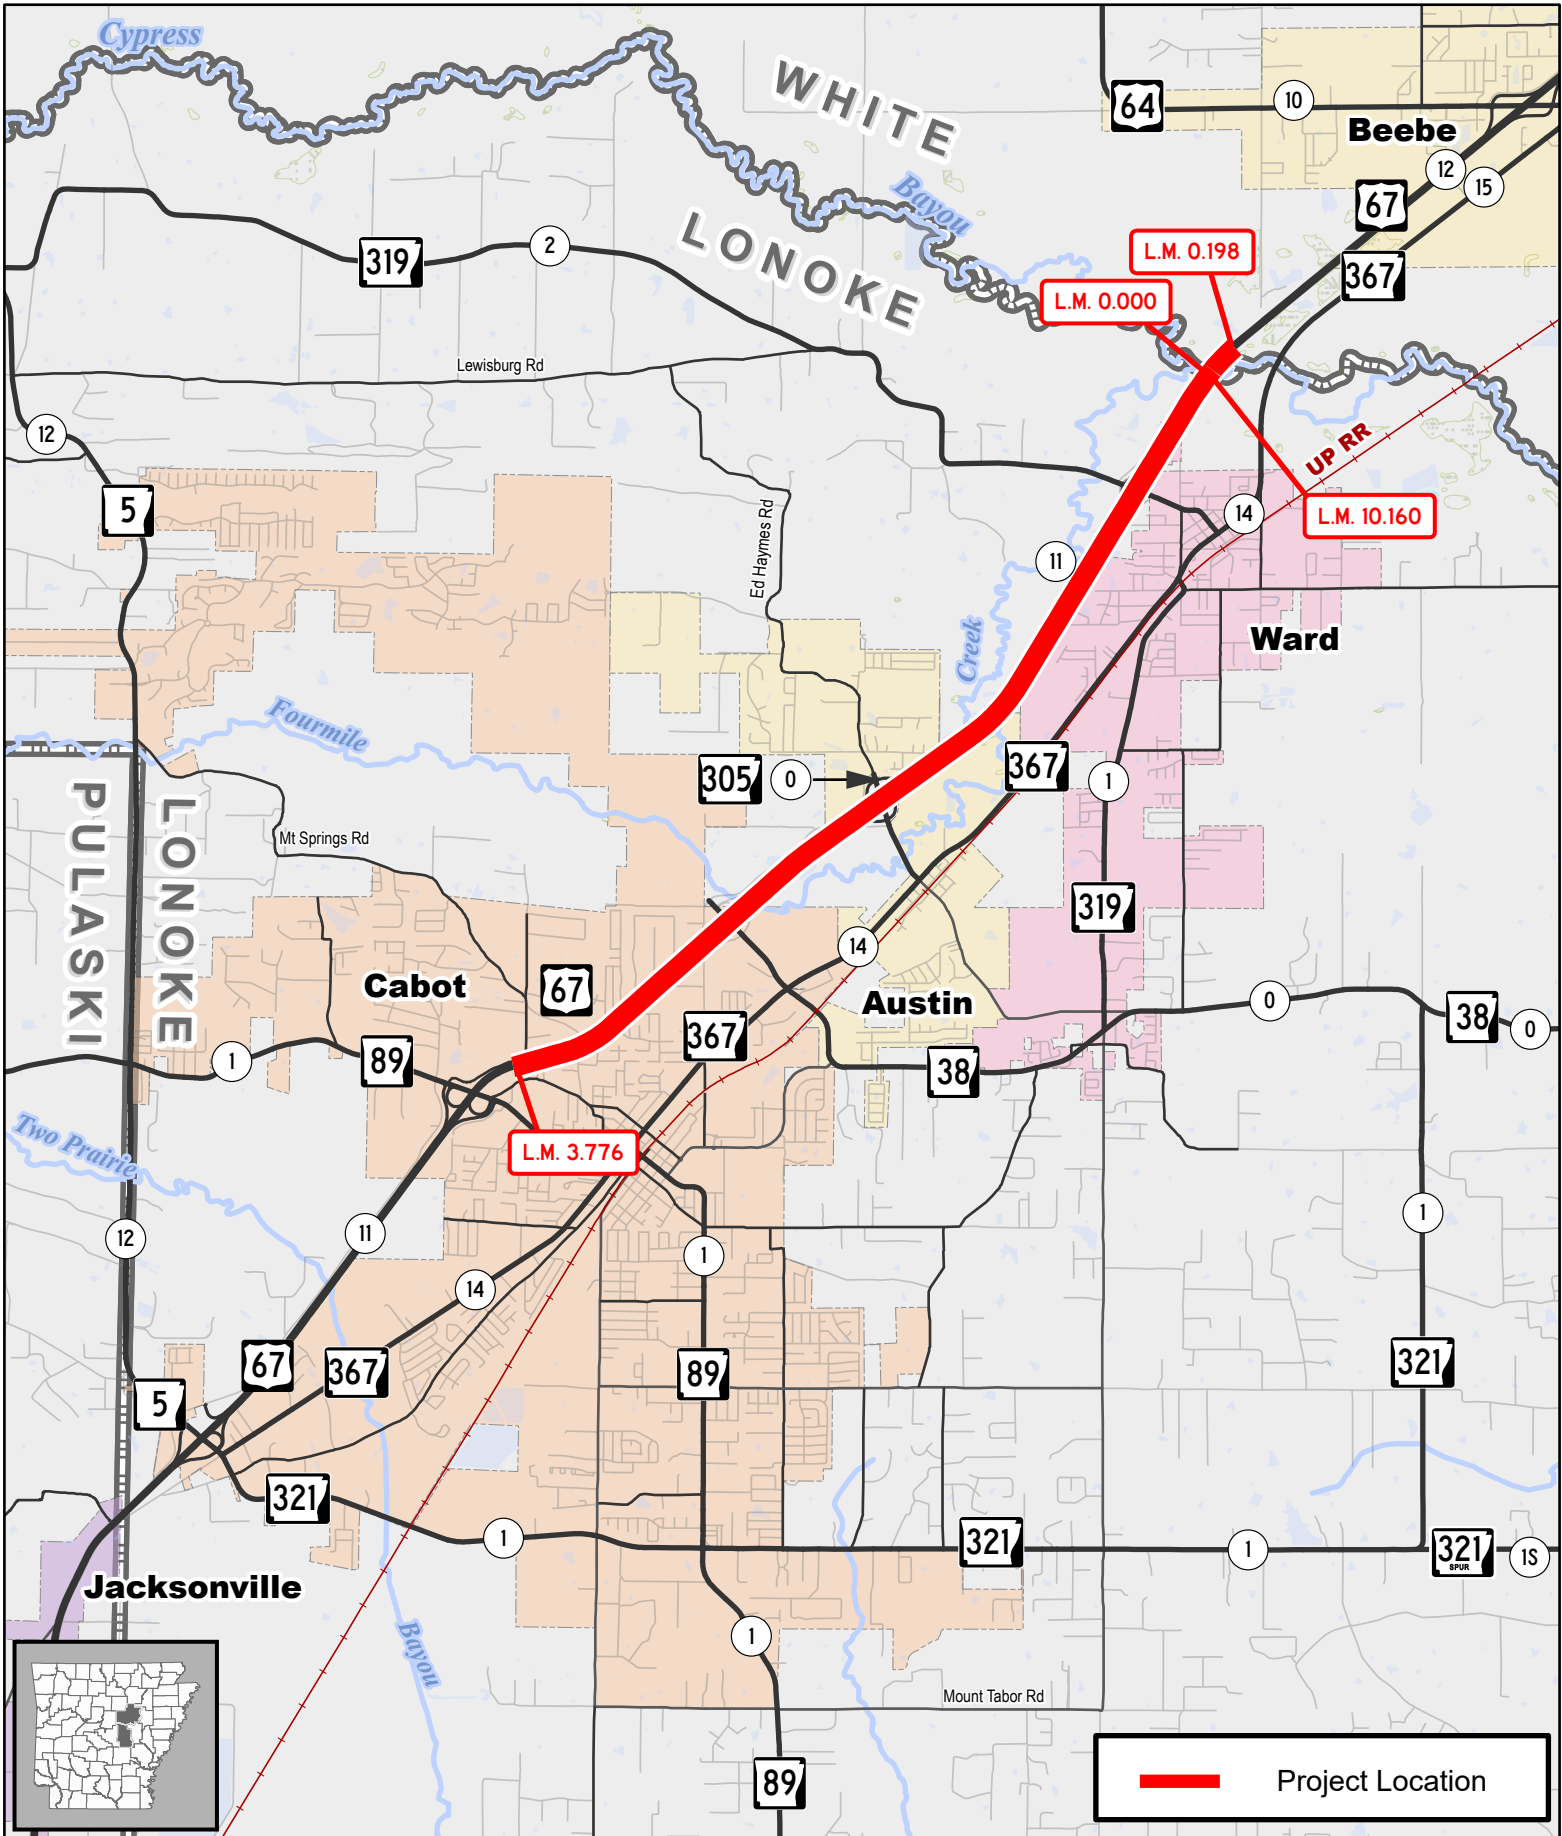 Cypress
WHITE
64
10
Beebe
12
15
67
Bayou
LONOKE
319
2
L.M. 0.198
367
L.M. 0.000
Lewisburg Rd
12
UP RR
5
Ed Haymes Rd
14
L.M. 10.160
11
Creek
Ward
Fourmile
305
0
367
1
PULASKI
LONOKE
Mt Springs Rd
319
14
Cabot
67
Austin
0
38
0
367
1
89
38
Two Prairie
L.M. 3.776
12
11
1
1
14
67
367
89
321
5
321
1
321
1
321
SPUR
1S
Jacksonville
Bayou
1
Mount Tabor Rd
89
Project Location